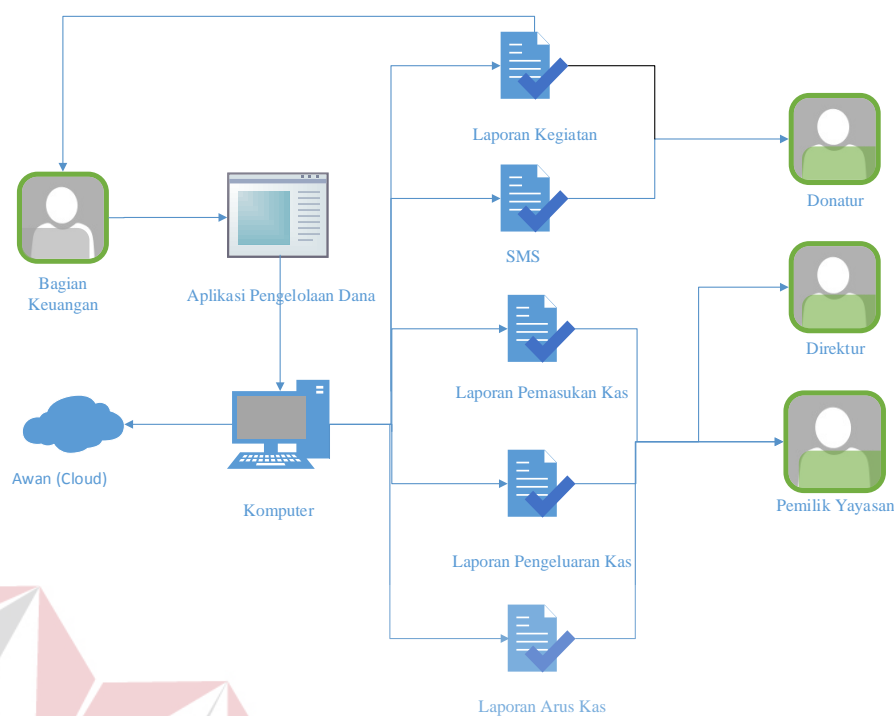 Laporan Kegiatan
Donatur
SMS
Bagian
Keuangan
Aplikasi Pengelolaan Dana
Direktur
Laporan Pemasukan Kas
Awan (Cloud)
Komputer
Pemilik Yayasan
Laporan Pengeluaran Kas
Laporan Arus Kas